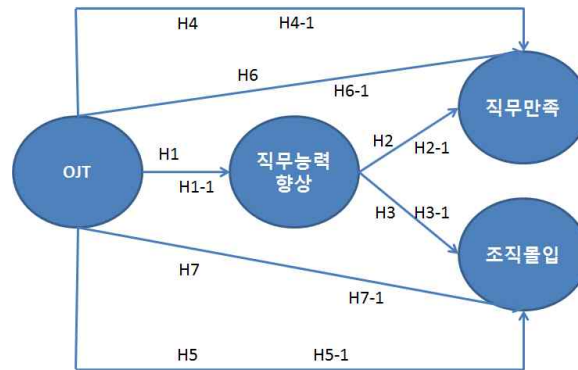 H4 H4-1
H6
H6-1
직무만족
OJT
H1
H1-1
직무능력
향상
H2
H2-1
H3 H3-1
조직몰입
H7
H7-1
H5 H5-1